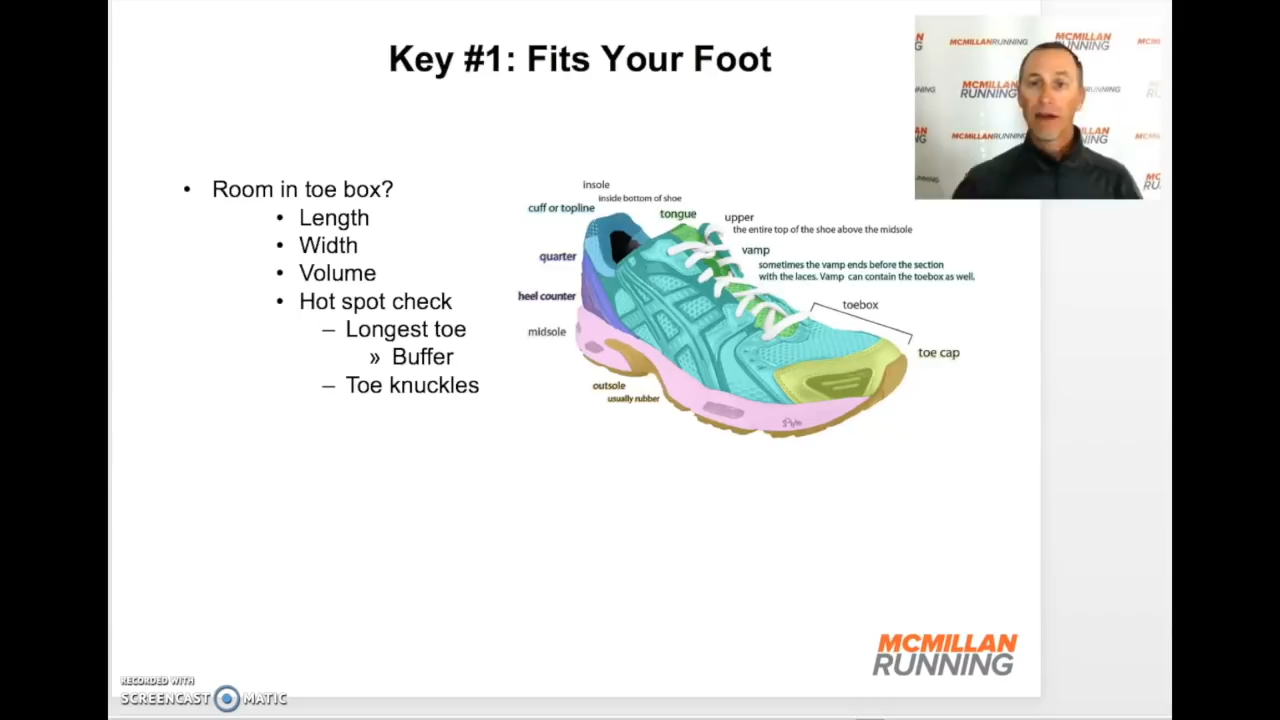 Key #1: Fits Your Foot
MCMILLANRUNNING
MCMILLAN
RUNNING
MCMILLANRUNNING
• Room in toe box?
• Length
• Width
• Volume
• Hot spot check
– Longest toe
» Buffer
– Toe knuckles
insole
inside bottom of shoe
cuff or topline
tongue
upper
the entire top of the shoe above the midsole
vamp
sometimes the vamp ends before the section
with the laces. Vamp can contain the toebox as well.
quarter
heel counter
toebox
midsole
toe cap
outsole
usually rubber
MCMILLAN
RUNNING
RECORDED WITH
SCREENCAST MATIC